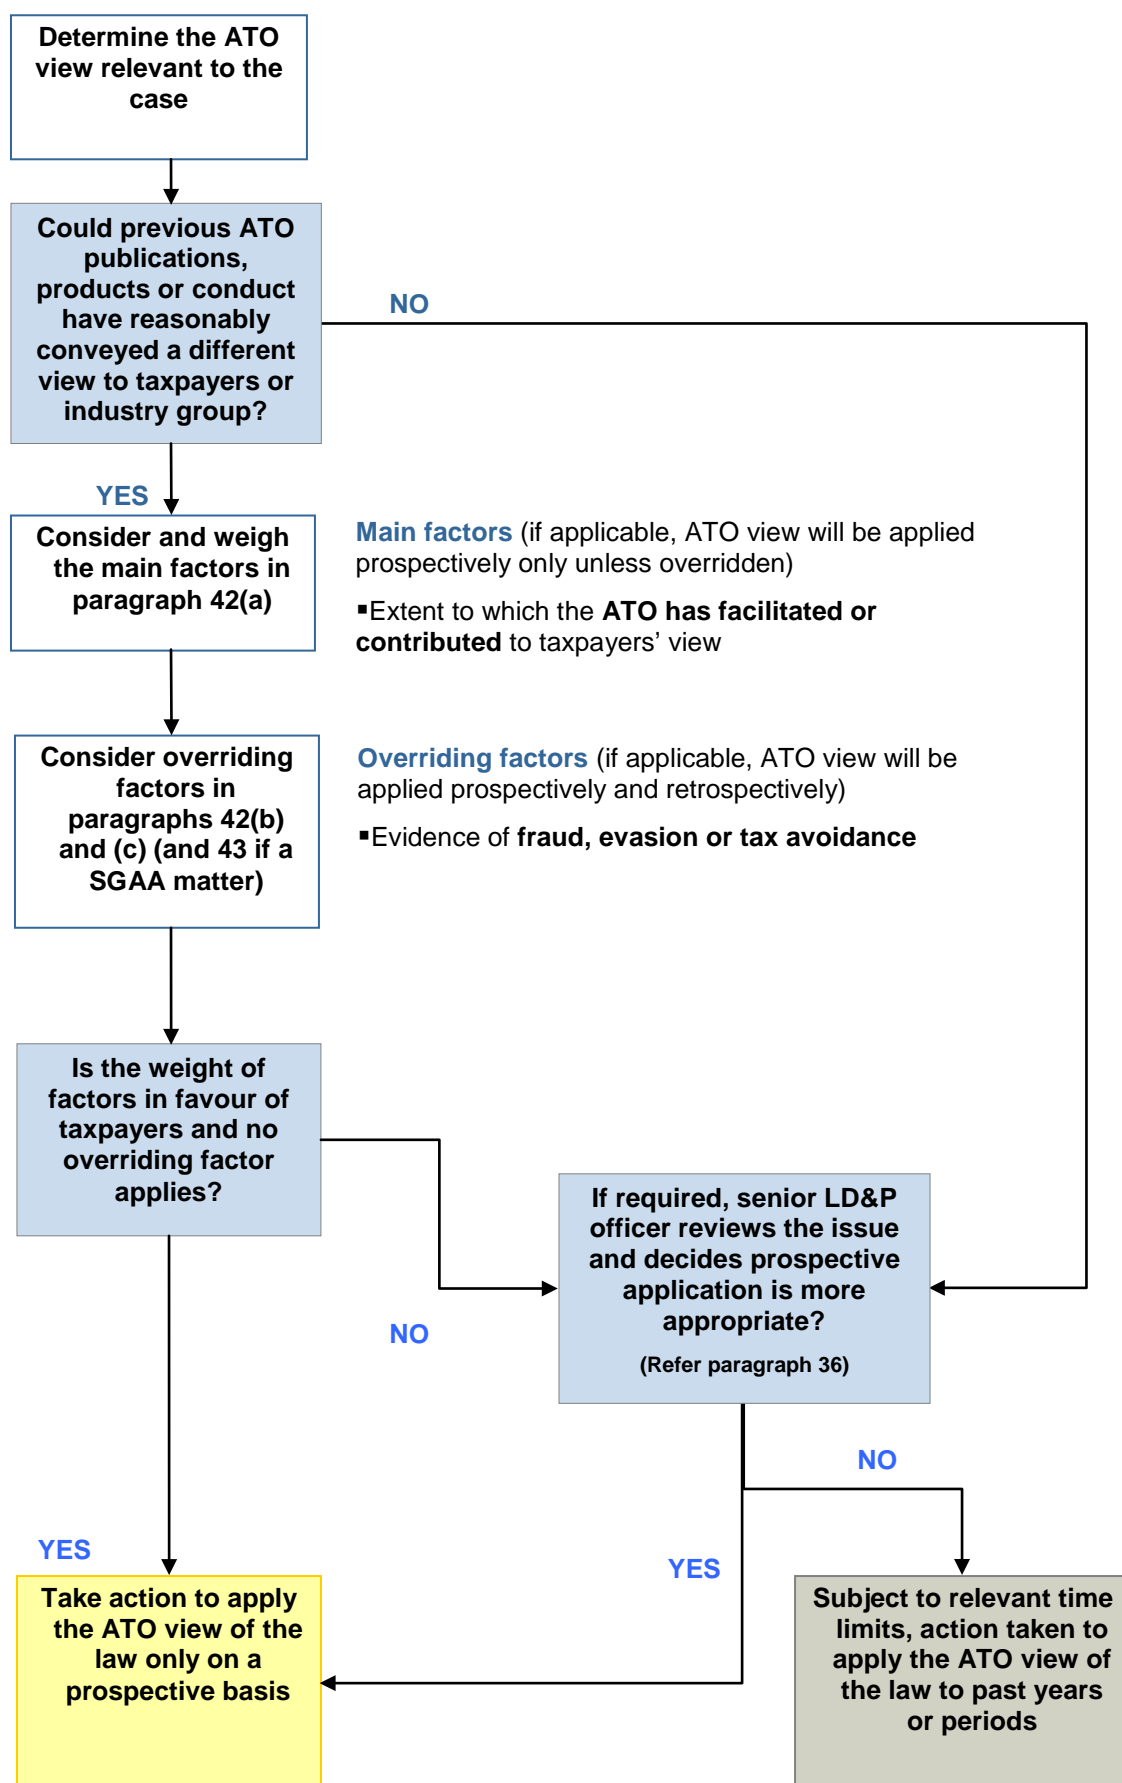 Determine the ATO
view relevant to the
case
Could previous ATO
publications,
products or conduct
have reasonably
conveyed a different
view to taxpayers or
industry group?
NO
YES
Consider and weigh
the main factors in
paragraph 42(a)
Main factors (if applicable, ATO view will be applied
prospectively only unless overridden)
▪Extent to which the ATO has facilitated or
contributed to taxpayers’ view
Consider overriding
factors in
paragraphs 42(b)
and (c) (and 43 if a
SGAA matter)
Overriding factors (if applicable, ATO view will be
applied prospectively and retrospectively)
▪Evidence of fraud, evasion or tax avoidance
Is the weight of
factors in favour of
taxpayers and no
overriding factor
applies?
NO
If required, senior LD&P
officer reviews the issue
and decides prospective
application is more
appropriate?
(Refer paragraph 36)
NO
YES
YES
Take action to apply
the ATO view of the
law only on a
prospective basis
Subject to relevant time
limits, action taken to
apply the ATO view of
the law to past years
or periods